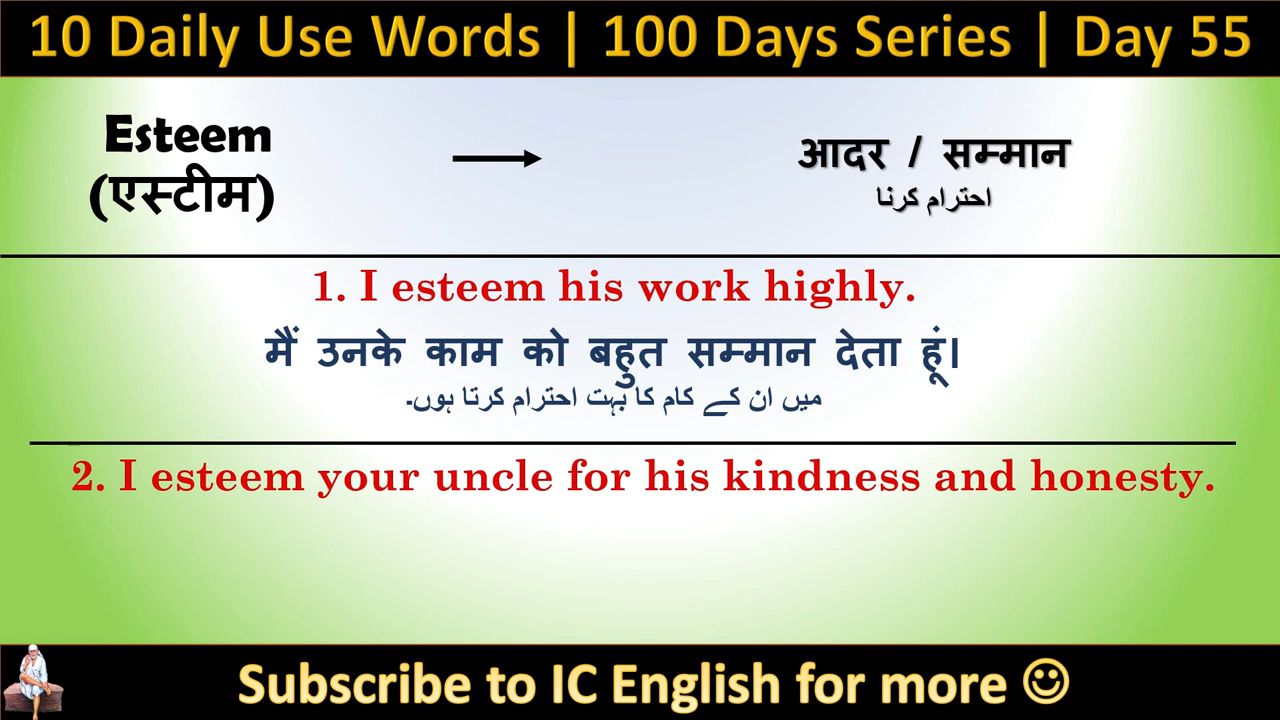 10 Daily Use Words | 100 Days Series | Day 55
Esteem
(एस्टीम)
आदर / सम्मान
احترام کرنا
1. I esteem his work highly.
मैं उनके काम को बहुत सम्मान देता हूं।
میں ان کے کام کا بہت احترام کرتا ہوں۔
2. I esteem your uncle for his kindness and honesty.
Subscribe to IC English for more ☺